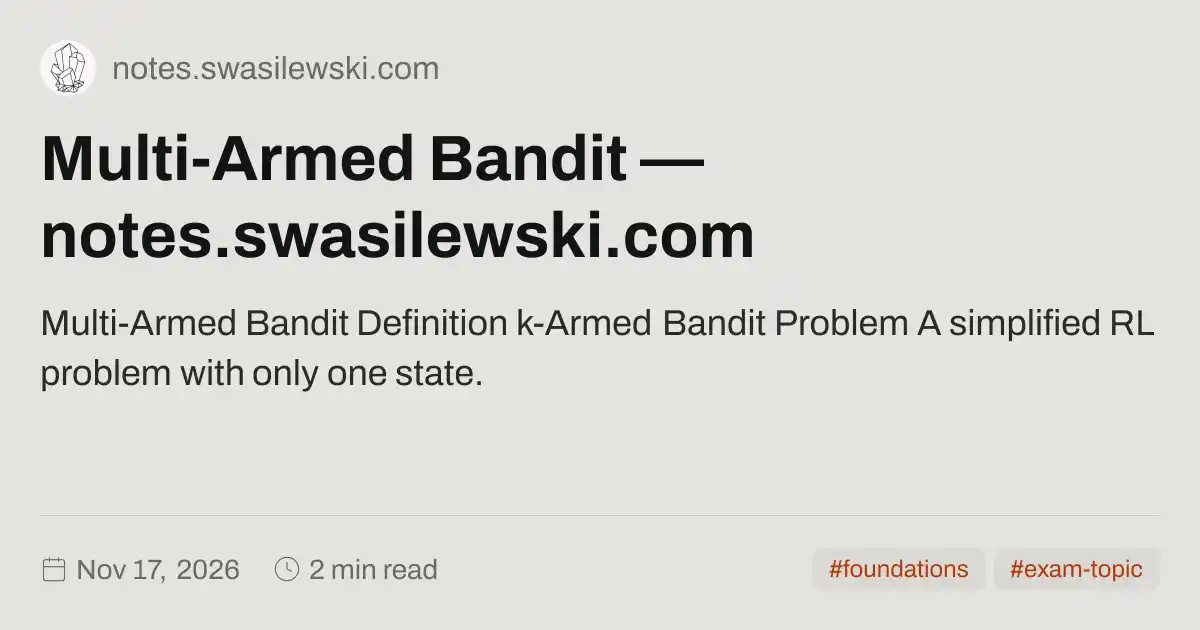 notes.swasilewski.com
Multi-Armed Bandit —
notes.swasilewski.com
Multi-Armed Bandit Definition k-Armed Bandit Problem A simplified RL
problem with only one state.
Nov 17, 2026 2 min read #foundations #exam-topic